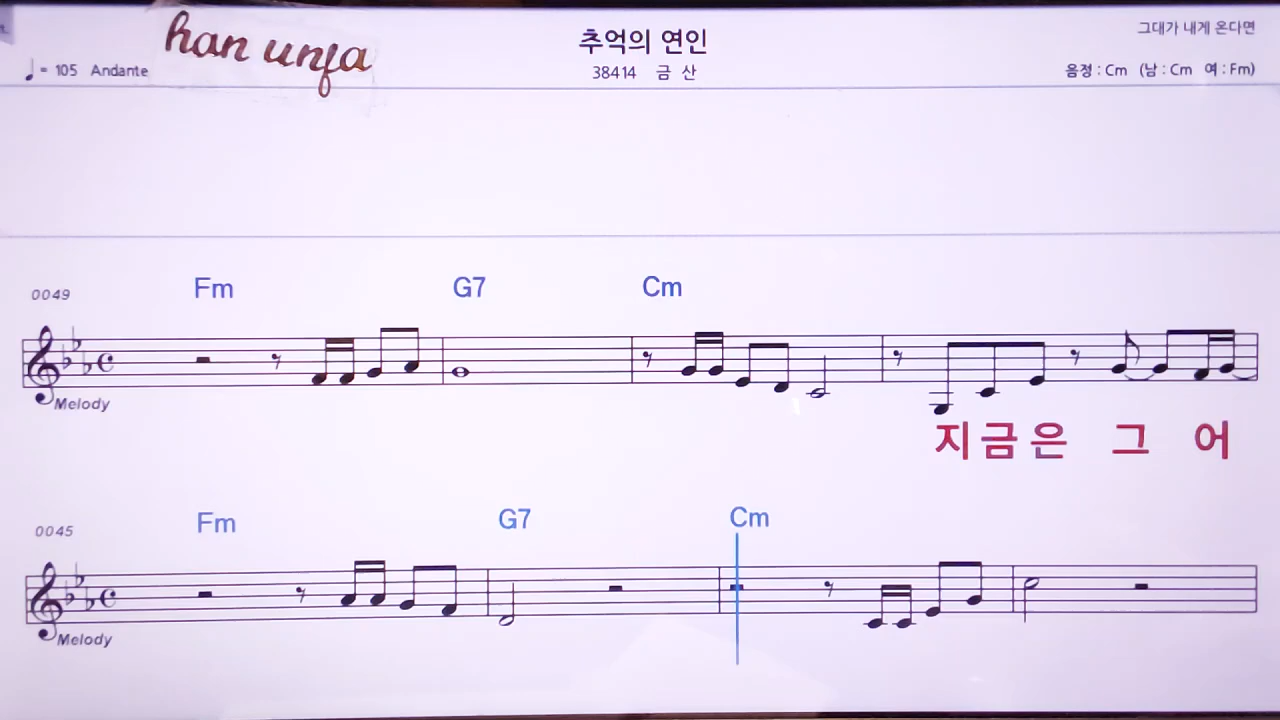 han unfa
추억의 연인
그대가 내게 온다면
♩= 105 Andante
38414 금 산
음정 : Cm (남 : Cm 여 : Fm)
0049 Fm G7 Cm
Melody
지금은 그 어
0045 Fm G7 Cm
Melody